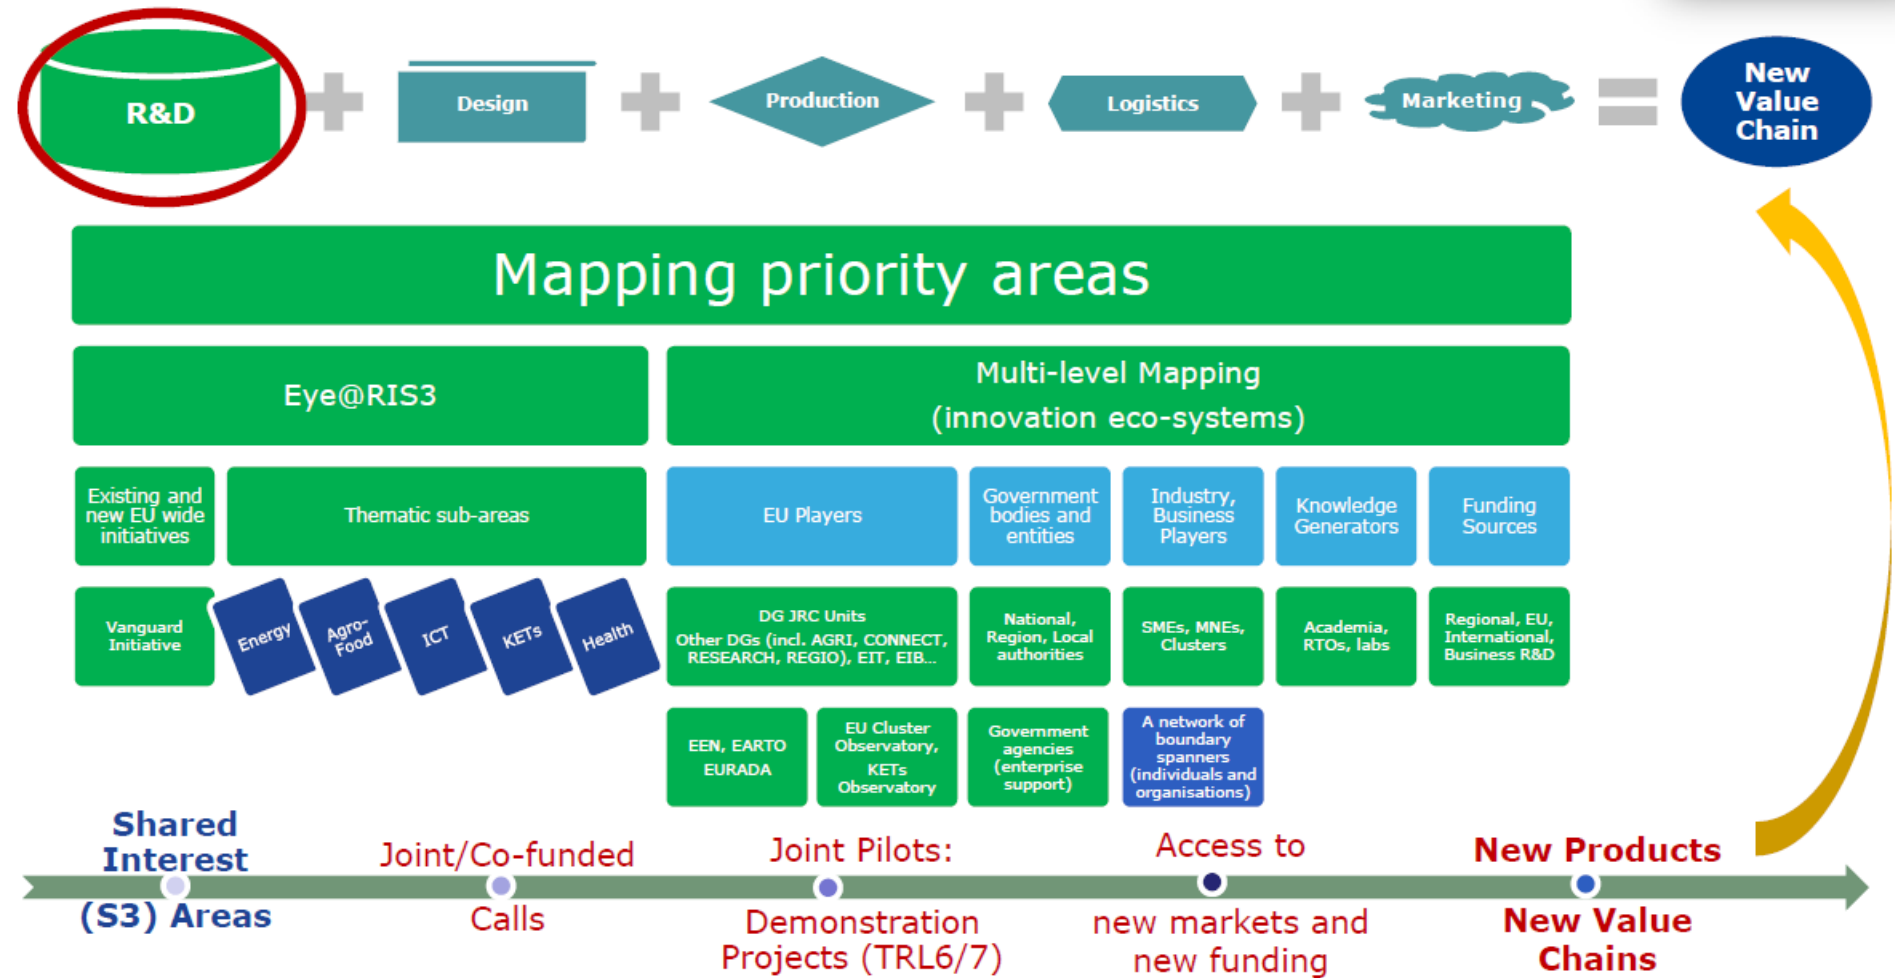 R&D
Design
Production
Logistics
Marketing
New
Value
Chain
Mapping priority areas
Eye@RIS3
Multi-level Mapping
(innovation eco-systems)
Existing and
new EU wide
initiatives
Thematic sub-areas
EU Players
Government
bodies and
entities
Industry,
Business
Players
Knowledge
Generators
Funding
Sources
Vanguard
Initiative
Energy
Agro-
Food
ICT
KETs
Health
DG JRC Units
Other DGs (incl. AGRI, CONNECT,
RESEARCH, REGIO), EIT, EIB...
National,
Region, Local
authorities
SMEs, MNEs,
Clusters
Academia,
RTOs, labs
Regional, EU,
International,
Business R&D
EEN, EARTO
EURADA
EU Cluster
Observatory,
KETs
Observatory
Government
agencies
(enterprise
support)
A network of
boundary
spanners
(individuals and
organisations)
Shared
Interest
(S3) Areas
Joint/Co-funded
Calls
Joint Pilots:
Demonstration
Projects (TRL6/7)
Access to
new markets and
new funding
New Products
New Value
Chains